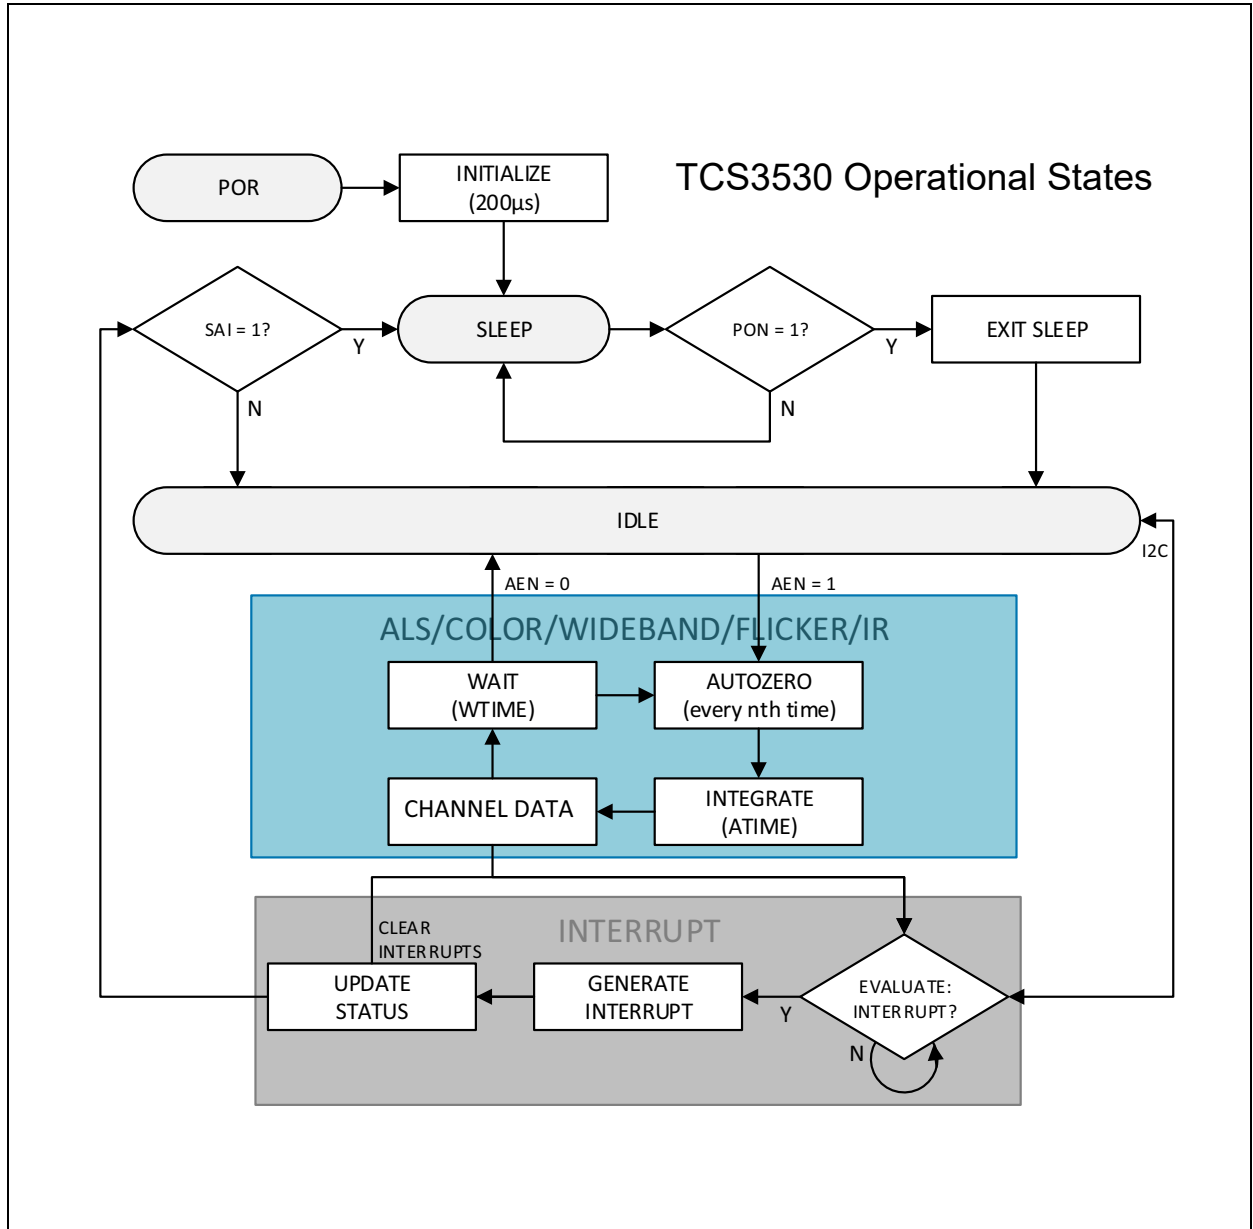 TCS3530 Operational States
POR
INITIALIZE
(200µs)
SAI = 1?
Y
N
SLEEP
PON = 1?
Y
N
EXIT SLEEP
IDLE
I2C
AEN = 0
AEN = 1
ALS/COLOR/WIDEBAND/FLICKER/IR
WAIT
(WTIME)
AUTOZERO
(every nth time)
CHANNEL DATA
INTEGRATE
(ATIME)
CLEAR
INTERRUPTS
INTERRUPT
UPDATE
STATUS
GENERATE
INTERRUPT
Y
EVALUATE:
INTERRUPT?
N